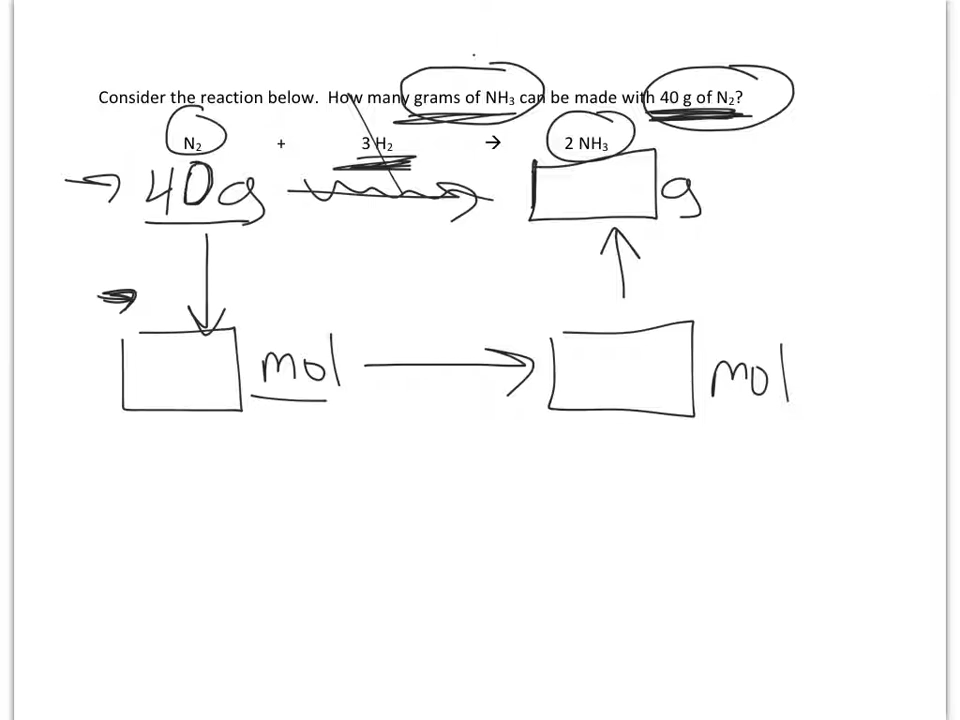 Consider the reaction below.  How many grams of NH₃ can be made with 40 g of N₂?
N₂ + 3 H₂ → 2 NH₃
40g g
mol mol